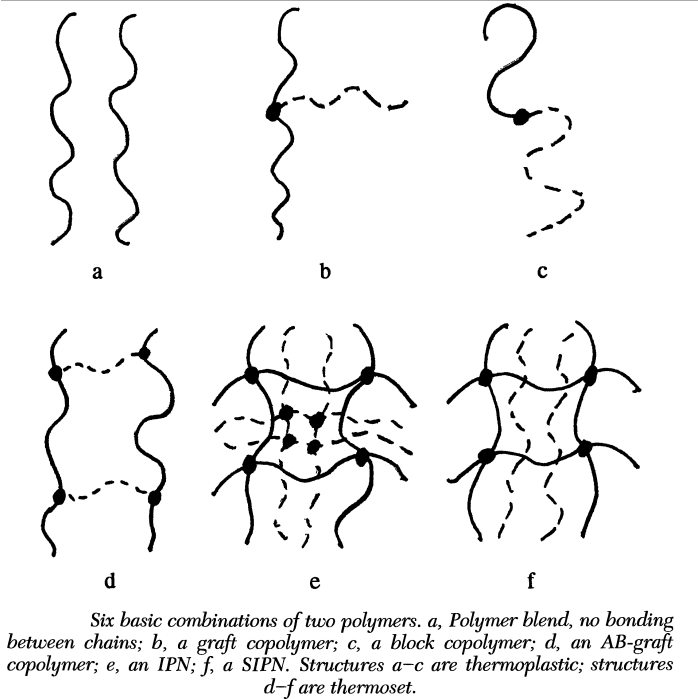 a
b
c
d
e
f
Six basic combinations of two polymers. a, Polymer blend, no bonding
between chains; b, a graft copolymer; c, a block copolymer; d, an AB-graft
copolymer; e, an IPN; f, a SIPN. Structures a–c are thermoplastic; structures
d–f are thermoset.